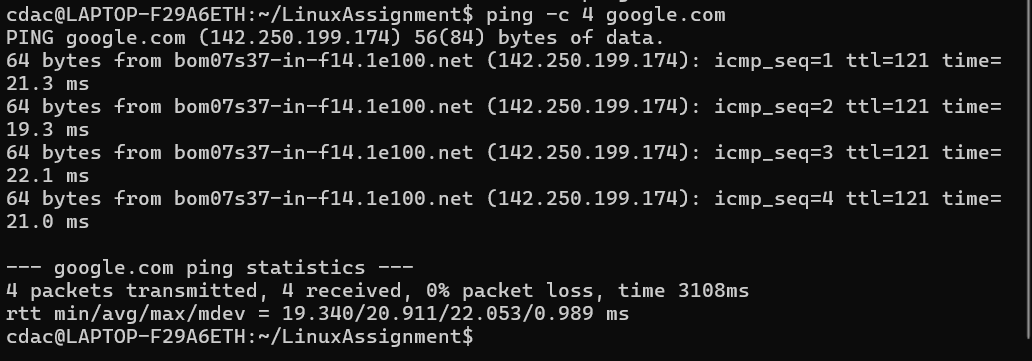 cdac@LAPTOP-F29A6ETH:~/LinuxAssignment$ ping -c 4 google.com
PING google.com (142.250.199.174) 56(84) bytes of data.
64 bytes from bom07s37-in-f14.1e100.net (142.250.199.174): icmp_seq=1 ttl=121 time=
21.3 ms
64 bytes from bom07s37-in-f14.1e100.net (142.250.199.174): icmp_seq=2 ttl=121 time=
19.3 ms
64 bytes from bom07s37-in-f14.1e100.net (142.250.199.174): icmp_seq=3 ttl=121 time=
22.1 ms
64 bytes from bom07s37-in-f14.1e100.net (142.250.199.174): icmp_seq=4 ttl=121 time=
21.0 ms
--- google.com ping statistics ---
4 packets transmitted, 4 received, 0% packet loss, time 3108ms
rtt min/avg/max/mdev = 19.340/20.911/22.053/0.989 ms
cdac@LAPTOP-F29A6ETH:~/LinuxAssignment$